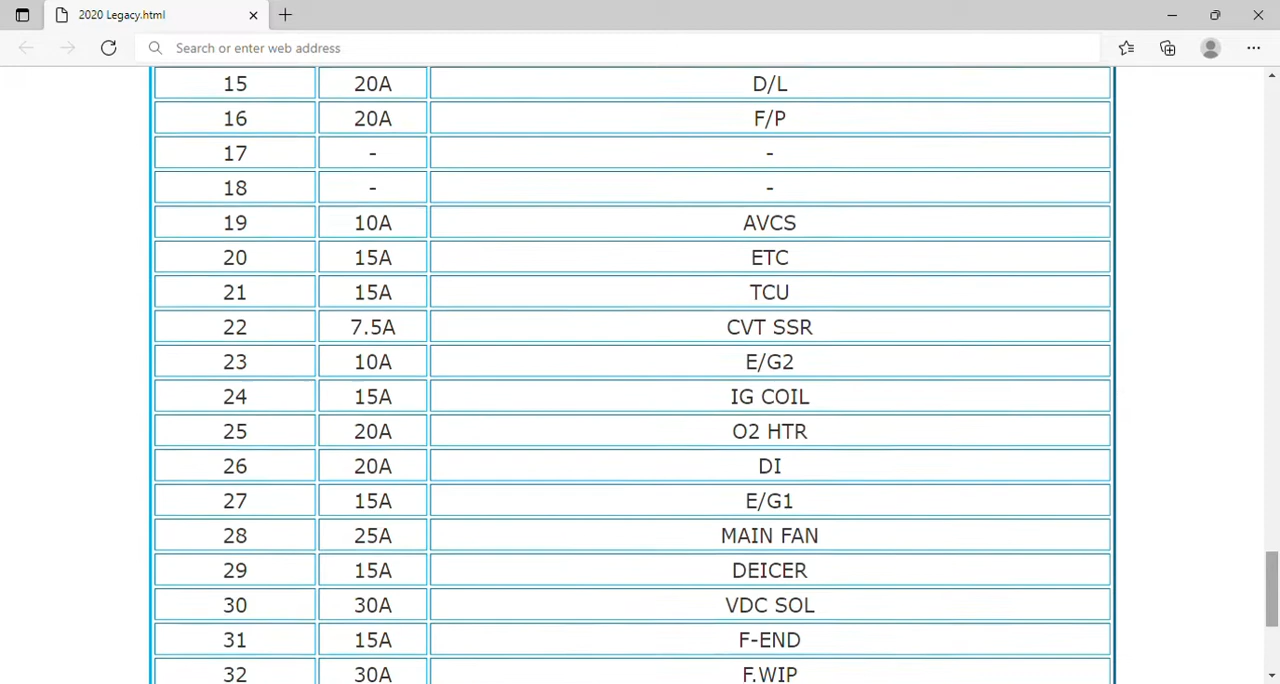 2020 Legacy.html
Search or enter web address
15 20A D/L
16 20A F/P
17 - -
18 - -
19 10A AVCS
20 15A ETC
21 15A TCU
22 7.5A CVT SSR
23 10A E/G2
24 15A IG COIL
25 20A O2 HTR
26 20A DI
27 15A E/G1
28 25A MAIN FAN
29 15A DEICER
30 30A VDC SOL
31 15A F-END
32 30A F.WIP